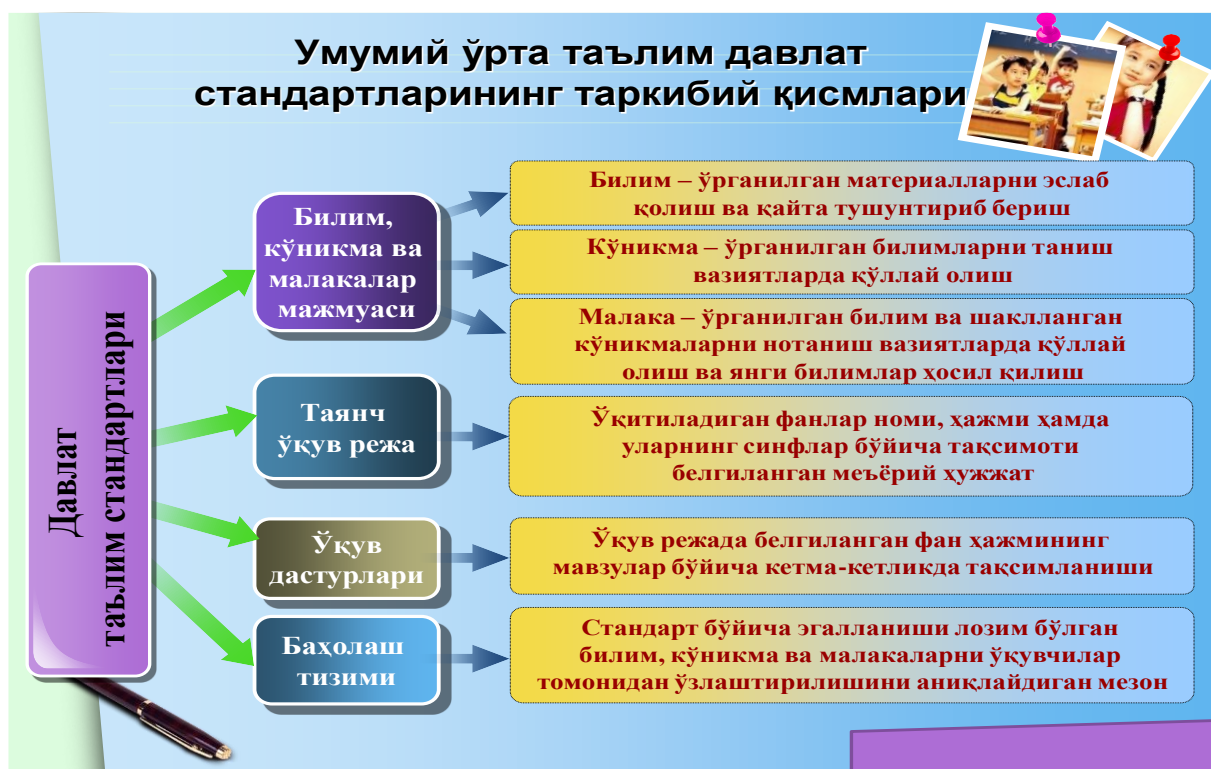 Умумий ўрта таълим давлат
стандартларининг таркибий қисмлари
Давлат
таълим стандартлари
Билим,
кўникма ва
малакалар
мажмуаси
Билим – ўрганилган материалларни эслаб
қолиш ва қайта тушунтириб бериш
Кўникма – ўрганилган билимларни таниш
вазиятларда қўллай олиш
Малака – ўрганилган билим ва шаклланган
кўникмаларни нотаниш вазиятларда қўллай
олиш ва янги билимлар ҳосил қилиш
Таянч
ўқув режа
Ўқитиладиган фанлар номи, ҳажми ҳамда
уларнинг синфлар бўйича тақсимоти
белгиланган меъёрий ҳужжат
Ўқув
дастурлари
Ўқув режада белгиланган фан ҳажмининг
мавзулар бўйича кетма-кетликда тақсимланиши
Баҳолаш
тизими
Стандарт бўйича эгалланиши лозим бўлган
билим, кўникма ва малакаларни ўқувчилар
томонидан ўзлаштирилишини аниқлайдиган мезон